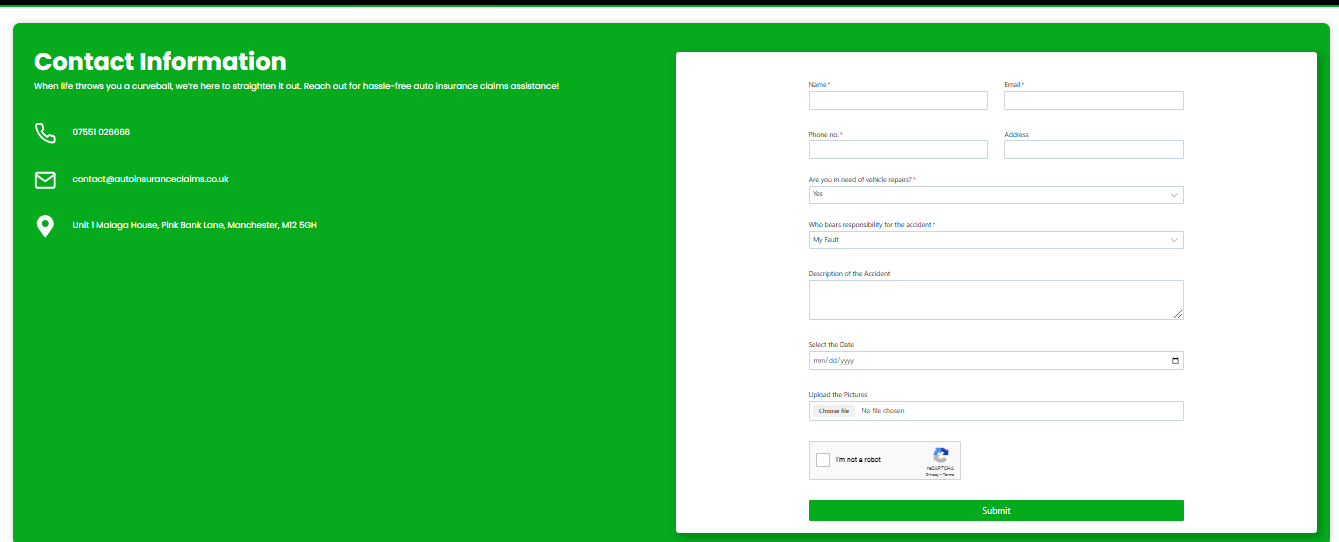 Contact Information
When life throws you a curveball, we're here to straighten it out. Reach out for hassle-free auto insurance claims assistance!
07551 026666
contact@autoinsuranceclaims.co.uk
Unit 1 Malaga House, Pink Bank Lane, Manchester, M12 5GH
Name *
Email *
Phone no. *
Address
Are you in need of vehicle repairs? *
Yes
Who bears responsibility for the accident *
My Fault
Description of the Accident
Select the Date
mm/dd/yyyy
Upload the Pictures
Choose file No file chosen
I'm not a robot
reCAPTCHA
Privacy - Terms
Submit